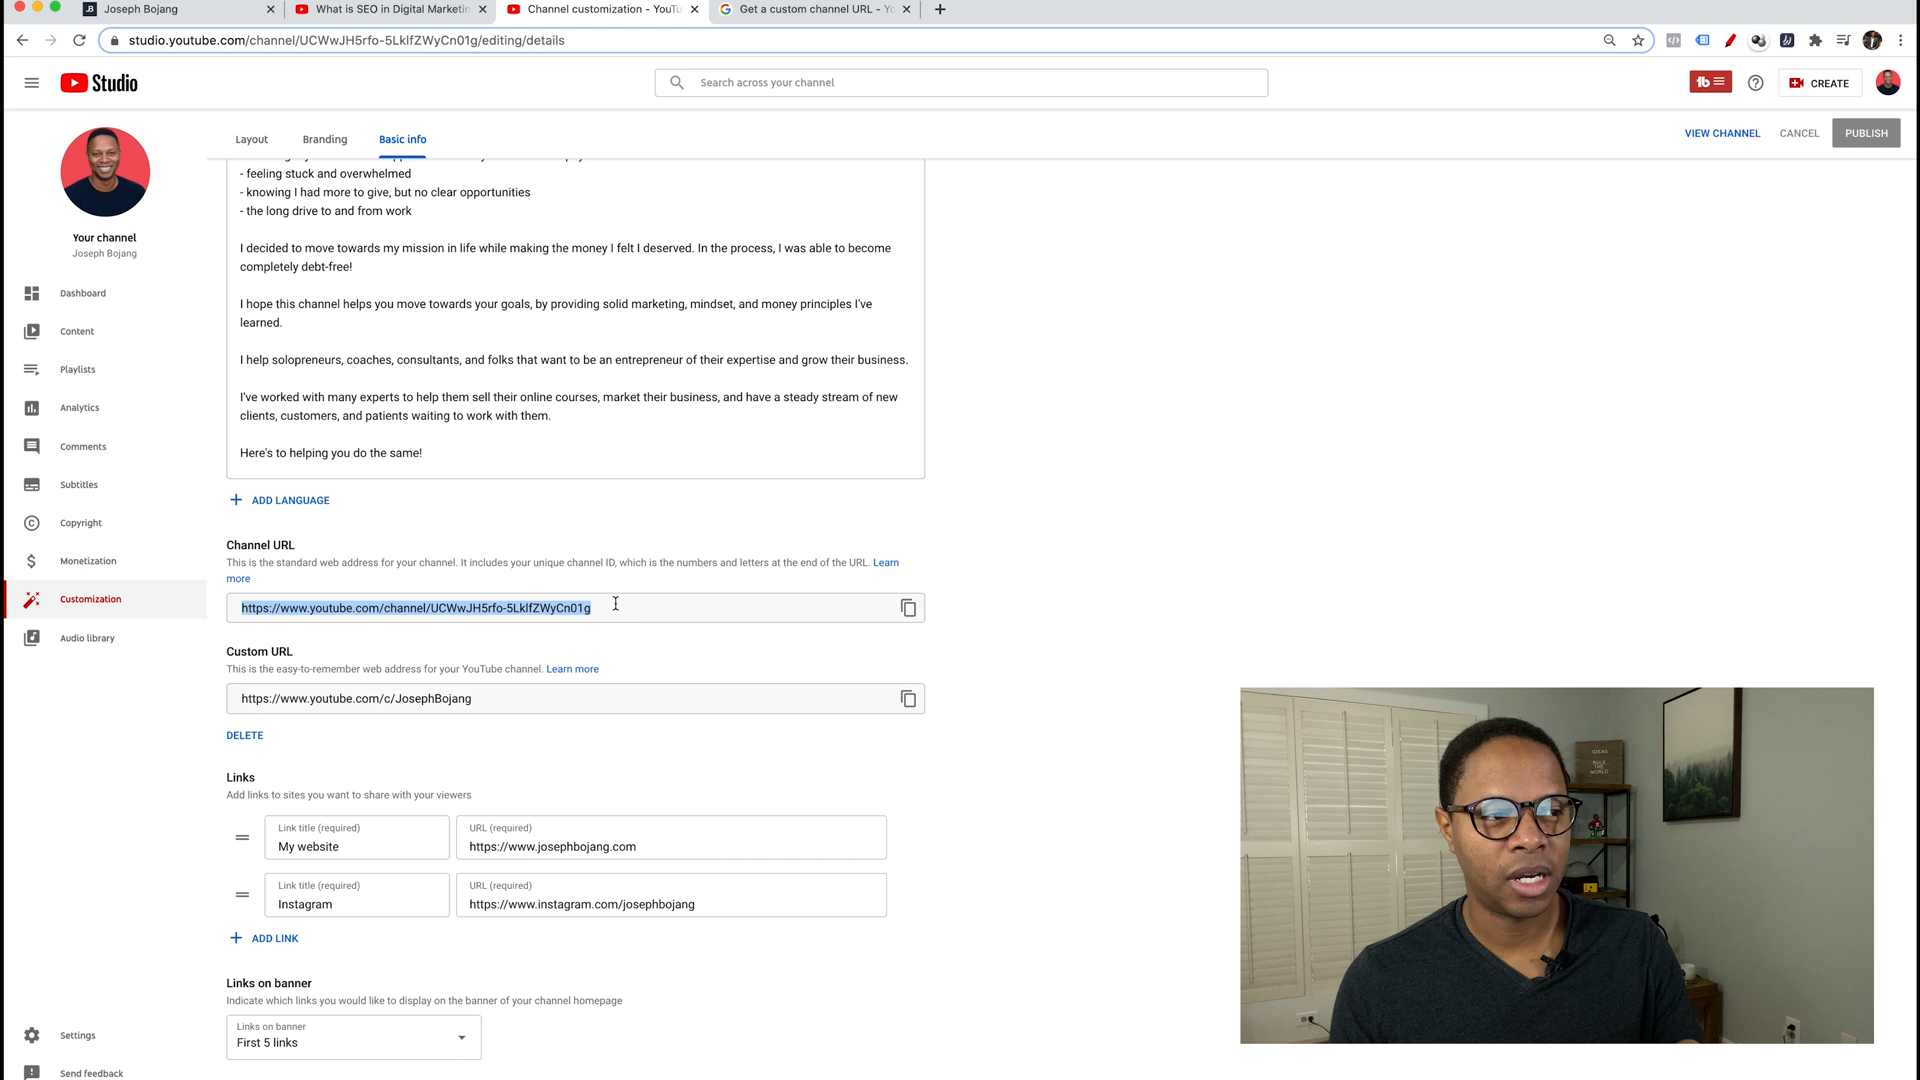 Joseph Bojang
What is SEO in Digital Marketin
Channel customization - YouTu
Get a custom channel URL - Yo
studio.youtube.com/channel/UCWwJH5rfo-5LklfZWyCn01g/editing/details
Studio
Search across your channel
CREATE
Your channel
Joseph Bojang
Dashboard
Content
Playlists
Analytics
Comments
Subtitles
Copyright
Monetization
Customization
Audio library
Settings
Send feedback
Layout
Branding
Basic info
VIEW CHANNEL
CANCEL
PUBLISH
- feeling stuck and overwhelmed
- knowing I had more to give, but no clear opportunities
- the long drive to and from work
I decided to move towards my mission in life while making the money I felt I deserved. In the process, I was able to become
completely debt-free!
I hope this channel helps you move towards your goals, by providing solid marketing, mindset, and money principles I've
learned.
I help solopreneurs, coaches, consultants, and folks that want to be an entrepreneur of their expertise and grow their business.
I've worked with many experts to help them sell their online courses, market their business, and have a steady stream of new
clients, customers, and patients waiting to work with them.
Here's to helping you do the same!
ADD LANGUAGE
Channel URL
This is the standard web address for your channel. It includes your unique channel ID, which is the numbers and letters at the end of the URL. Learn
more
https://www.youtube.com/channel/UCWwJH5rfo-5LklfZWyCn01g
Custom URL
This is the easy-to-remember web address for your YouTube channel. Learn more
https://www.youtube.com/c/JosephBojang
DELETE
Links
Add links to sites you want to share with your viewers
Link title (required)
My website
URL (required)
https://www.josephbojang.com
Link title (required)
Instagram
URL (required)
https://www.instagram.com/josephbojang
ADD LINK
Links on banner
Indicate which links you would like to display on the banner of your channel homepage
Links on banner
First 5 links
IDEAS
RULE
THE
WORLD